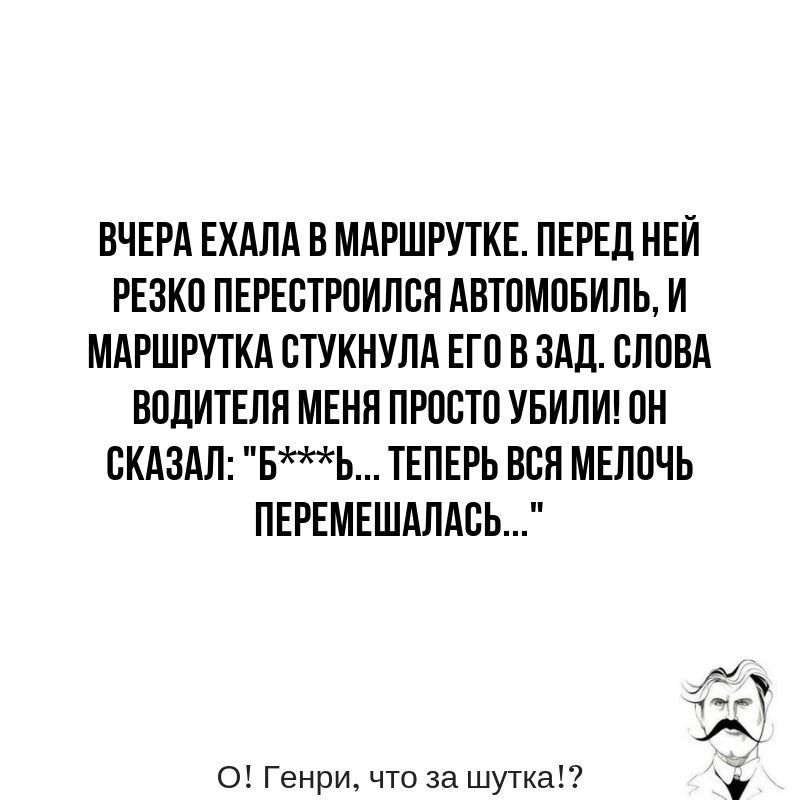 ВЧЕРА ЕХАЛА В МАРШРУТКЕ. ПЕРЕД НЕЙ
РЕЗКО ПЕРЕСТРОИЛСЯ АВТОМОБИЛЬ, И
МАРШРУТКА СТУКНУЛА ЕГО В ЗАД. СЛОВА
ВОДИТЕЛЯ МЕНЯ ПРОСТО УБИЛИ! ОН
СКАЗАЛ: "Б***Ь... ТЕПЕРЬ ВСЯ МЕЛОЧЬ
ПЕРЕМЕШАЛАСЬ..."
О! Генри, что за шутка!?